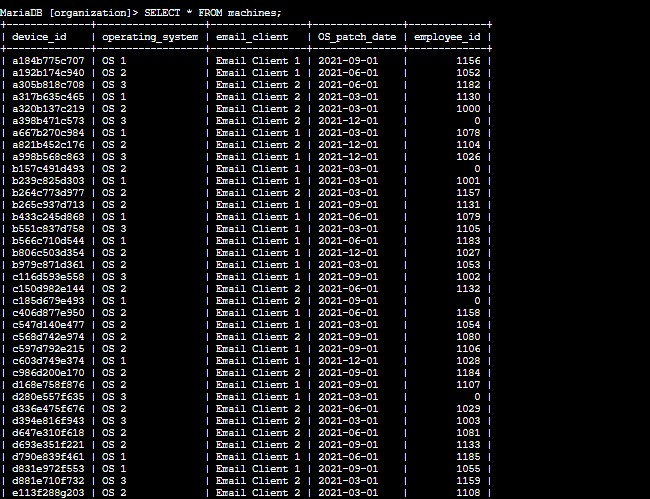 MariaDB [organization]> SELECT * FROM machines;
+--------------+------------------+----------------+---------------+-------------+
| device_id    | operating_system | email_client   | OS_patch_date | employee_id |
+--------------+------------------+----------------+---------------+-------------+
| a184b775c707 | OS 1             | Email Client 1 | 2021-09-01    |        1156 |
| a192b174c940 | OS 2             | Email Client 1 | 2021-06-01    |        1052 |
| a305b818c708 | OS 3             | Email Client 2 | 2021-06-01    |        1182 |
| a317b635c465 | OS 1             | Email Client 2 | 2021-03-01    |        1130 |
| a320b137c219 | OS 2             | Email Client 2 | 2021-03-01    |        1000 |
| a398b471c573 | OS 3             | Email Client 2 | 2021-12-01    |           0 |
| a667b270c984 | OS 1             | Email Client 1 | 2021-03-01    |        1078 |
| a821b452c176 | OS 2             | Email Client 2 | 2021-12-01    |        1104 |
| a998b568c863 | OS 3             | Email Client 1 | 2021-12-01    |        1026 |
| b157c491d493 | OS 2             | Email Client 1 | 2021-03-01    |           0 |
| b239c825d303 | OS 1             | Email Client 1 | 2021-03-01    |        1001 |
| b264c773d977 | OS 2             | Email Client 2 | 2021-03-01    |        1157 |
| b265c937d713 | OS 2             | Email Client 1 | 2021-09-01    |        1131 |
| b433c245d868 | OS 1             | Email Client 1 | 2021-06-01    |        1079 |
| b551c837d758 | OS 3             | Email Client 1 | 2021-03-01    |        1105 |
| b566c710d544 | OS 1             | Email Client 1 | 2021-06-01    |        1183 |
| b806c503d354 | OS 2             | Email Client 1 | 2021-12-01    |        1027 |
| b979c871d361 | OS 2             | Email Client 1 | 2021-03-01    |        1053 |
| c116d593e558 | OS 3             | Email Client 1 | 2021-09-01    |        1002 |
| c150d982e144 | OS 2             | Email Client 2 | 2021-06-01    |        1132 |
| c185d679e493 | OS 1             | Email Client 2 | 2021-09-01    |           0 |
| c406d877e950 | OS 2             | Email Client 1 | 2021-06-01    |        1158 |
| c547d140e477 | OS 1             | Email Client 1 | 2021-03-01    |        1054 |
| c568d742e974 | OS 2             | Email Client 2 | 2021-09-01    |        1080 |
| c597d792e215 | OS 2             | Email Client 1 | 2021-09-01    |        1106 |
| c603d749e374 | OS 1             | Email Client 1 | 2021-12-01    |        1028 |
| c986d200e170 | OS 2             | Email Client 2 | 2021-09-01    |        1184 |
| d168e758f876 | OS 1             | Email Client 1 | 2021-09-01    |        1107 |
| d280e557f635 | OS 3             | Email Client 2 | 2021-03-01    |           0 |
| d336e475f676 | OS 2             | Email Client 2 | 2021-06-01    |        1029 |
| d394e816f943 | OS 3             | Email Client 2 | 2021-03-01    |        1003 |
| d647e310f618 | OS 2             | Email Client 2 | 2021-06-01    |        1081 |
| d693e351f221 | OS 2             | Email Client 2 | 2021-09-01    |        1133 |
| d790e839f461 | OS 1             | Email Client 1 | 2021-06-01    |        1185 |
| d831e972f553 | OS 1             | Email Client 1 | 2021-09-01    |        1055 |
| d881e710f732 | OS 3             | Email Client 2 | 2021-03-01    |        1159 |
| e113f288g203 | OS 2             | Email Client 2 | 2021-03-01    |        1108 |